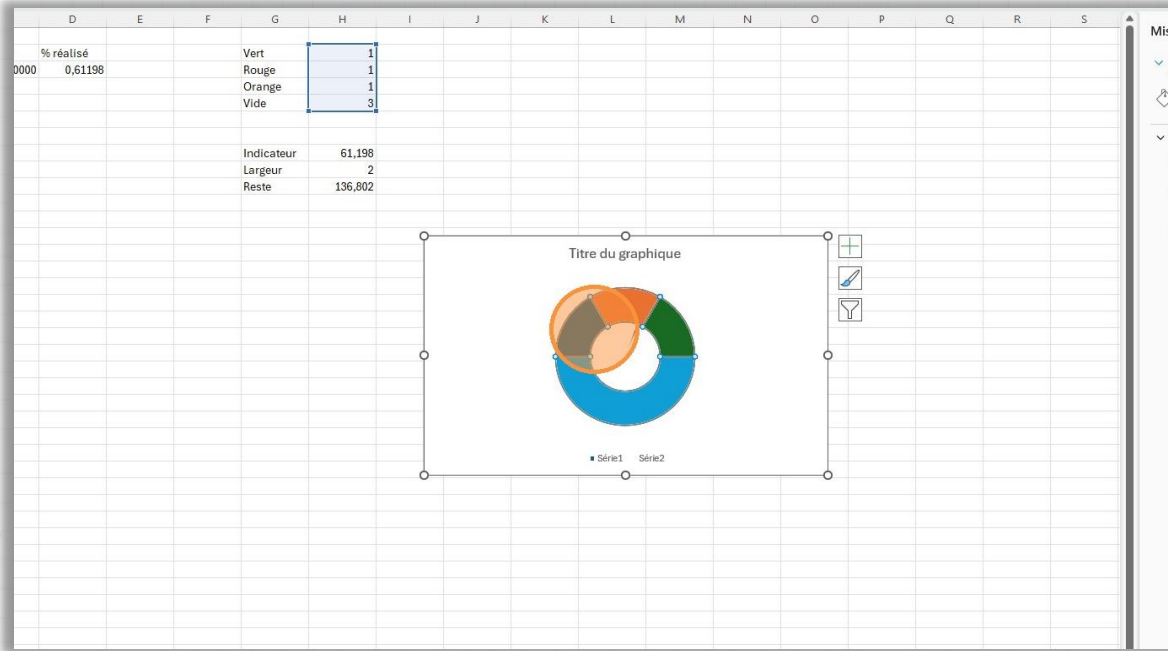 D E F G H I J K L M N O P Q R S
Mis
% réalisé Vert 1
0000 0,61198 Rouge 1
Orange 1
Vide 3
Indicateur 61,198
Largeur 2
Reste 136,802
Titre du graphique
Série1 Série2